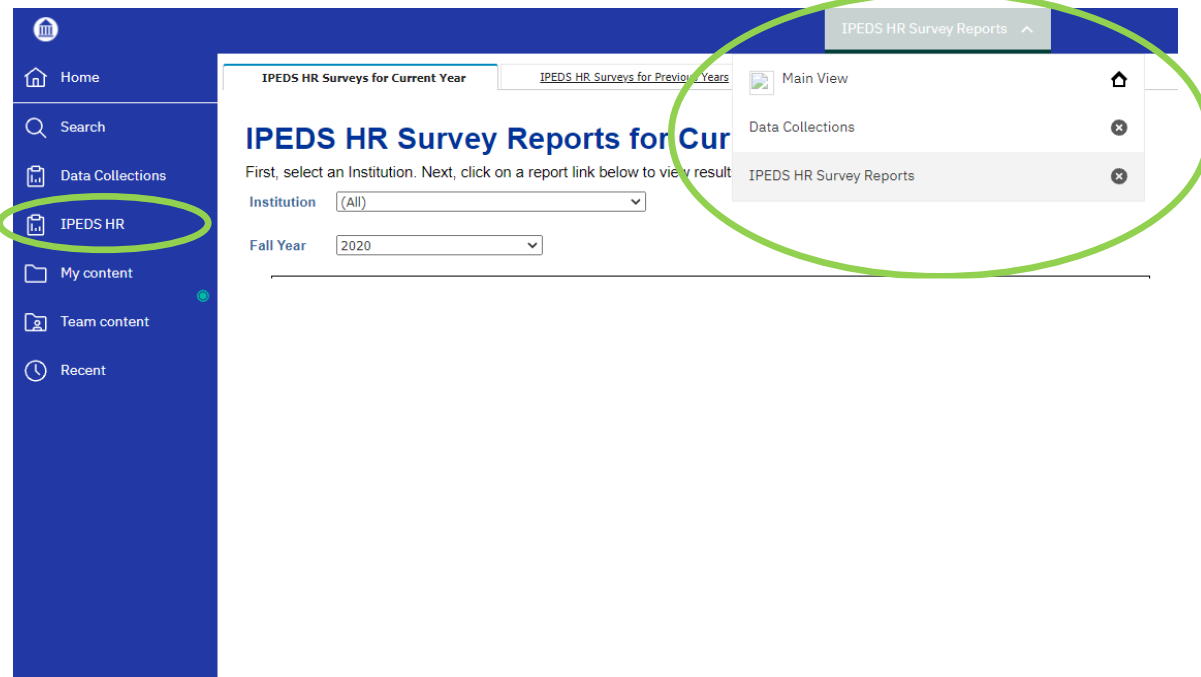 IPEDS HR Survey Reports
Home
Search
Data Collections
IPEDS HR
My content
Team content
Recent
IPEDS HR Surveys for Current Year
IPEDS HR Surveys for Previous Years
Main View
Data Collections
IPEDS HR Survey Reports
IPEDS HR Survey Reports for Cur
First, select an Institution. Next, click on a report link below to view result
Institution (All)
Fall Year 2020